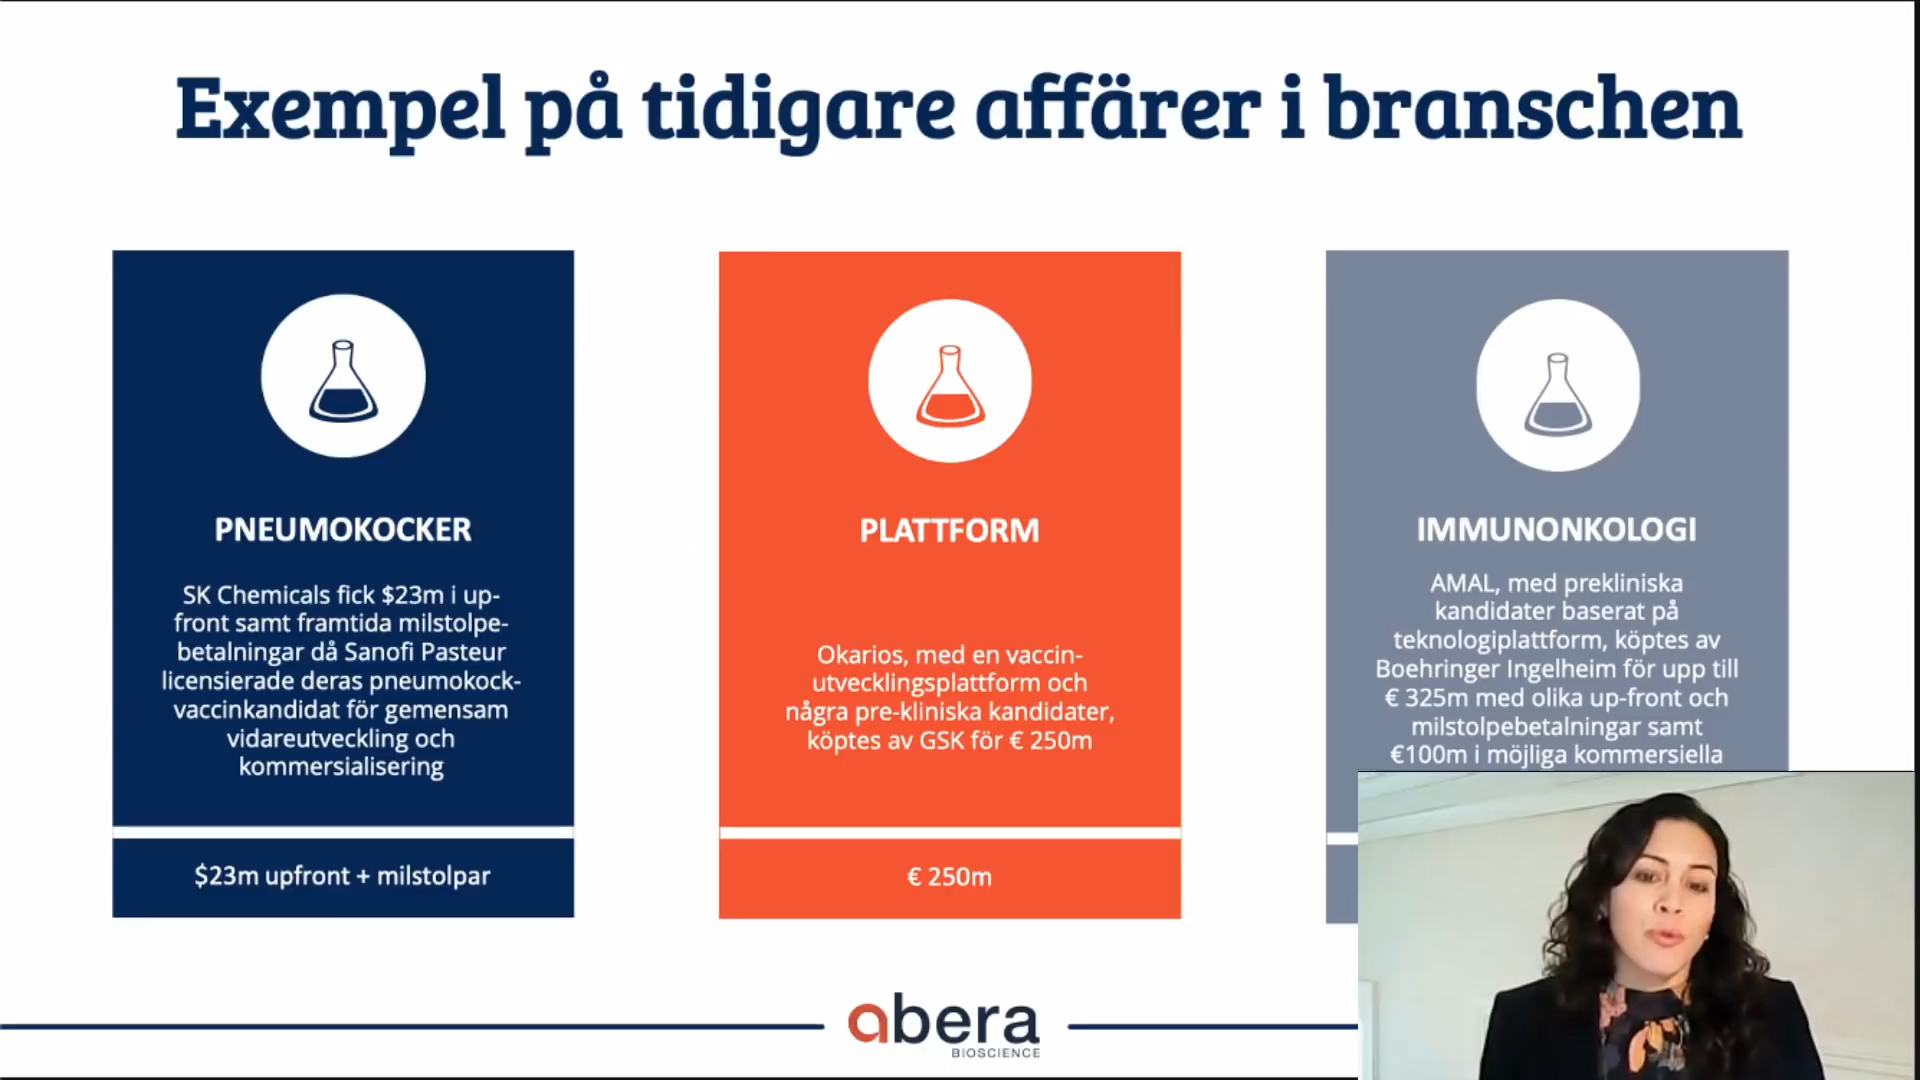 Exempel på tidigare affärer i branschen
PNEUMOKOCKER
SK Chemicals fick $23m i up-
front samt framtida milstolpe-
betalningar då Sanofi Pasteur
licensierade deras pneumokock-
vaccinkandidat för gemensam
vidareutveckling och
kommersialisering
$23m upfront + milstolpar
PLATTFORM
Okarios, med en vaccin-
utvecklingsplattform och
några pre-kliniska kandidater,
köptes av GSK för € 250m
€ 250m
IMMUNONKOLOGI
AMAL, med prekliniska
kandidater baserat på
teknologiplattform, köptes av
Boehringer Ingelheim för upp till
€ 325m med olika up-front och
milstolpebetalningar samt
€100m i möjliga kommersiella
abera
BIOSCIENCE